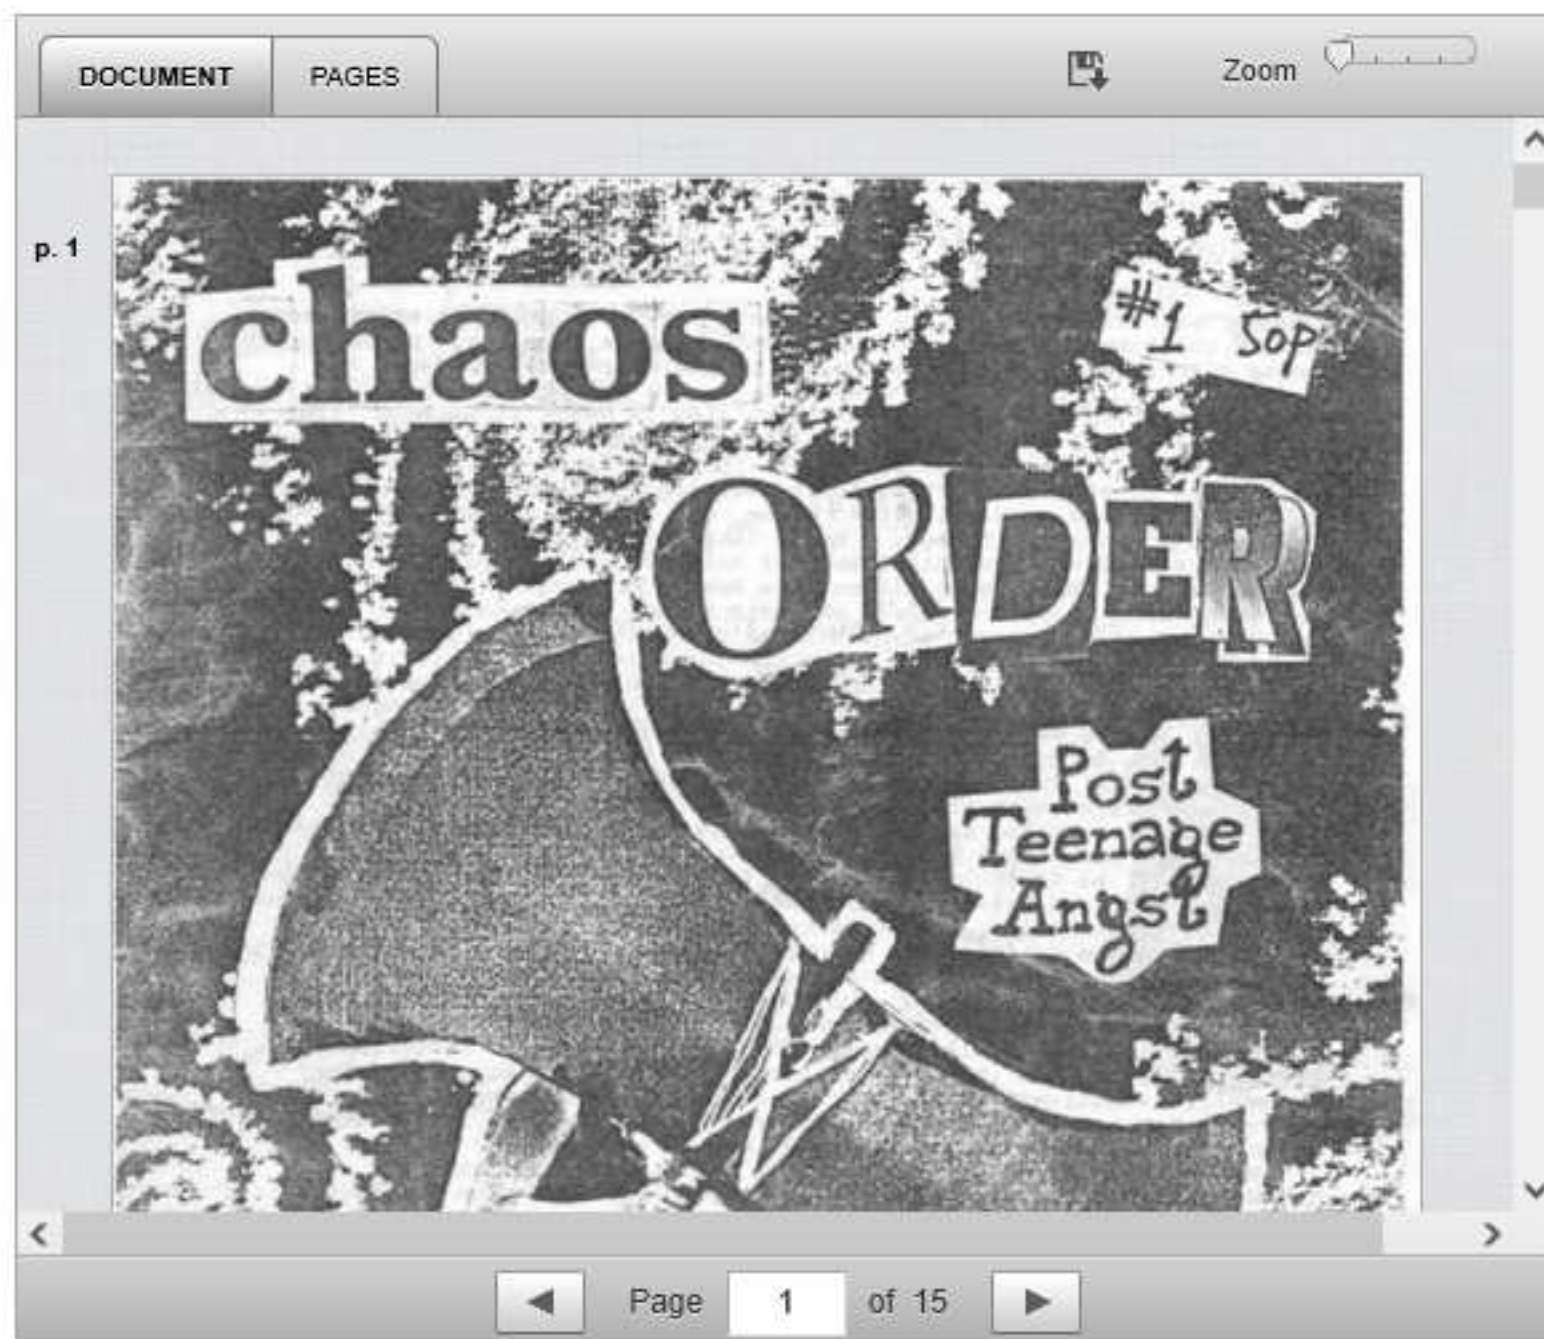 DOCUMENT PAGES Zoom
p. 1
chaos
#1 50p
ORDER
Post
Teenage
Angst
Page 1 of 15